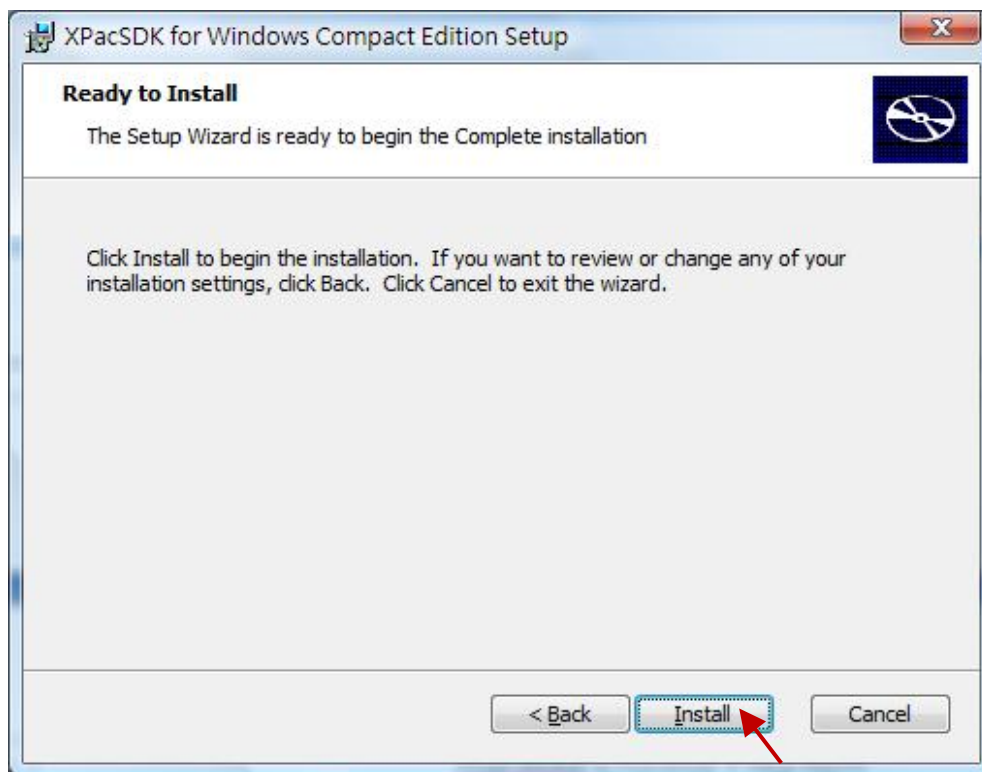 XPacSDK for Windows Compact Edition Setup
Ready to Install
The Setup Wizard is ready to begin the Complete installation
Click Install to begin the installation. If you want to review or change any of your
installation settings, click Back. Click Cancel to exit the wizard.
< Back Install Cancel